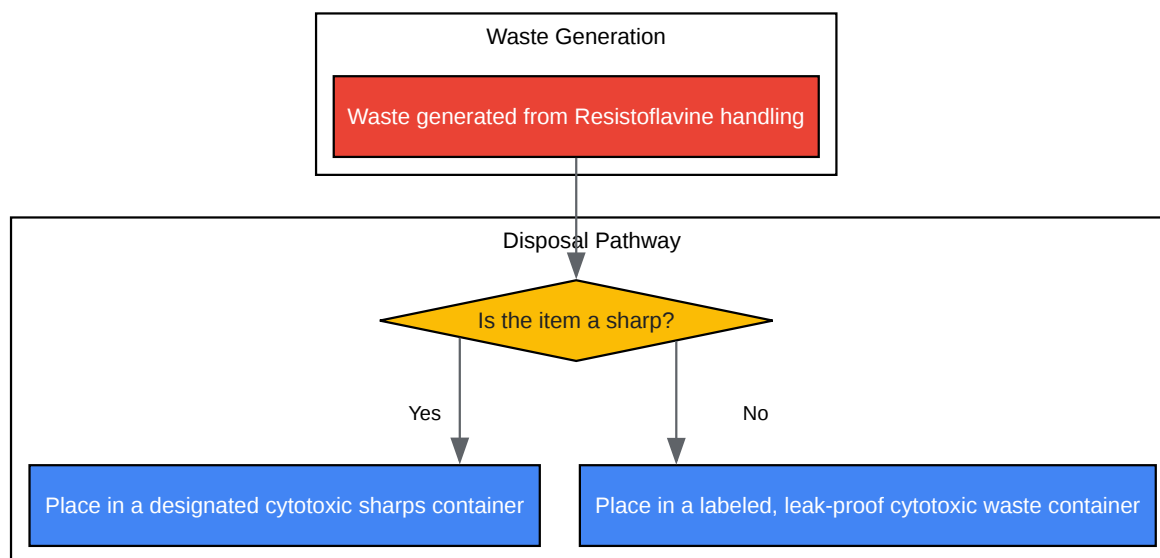 Waste Generation
Waste generated from Resistoflavine handling
Disposal Pathway
Is the item a sharp?
Yes
No
Place in a designated cytotoxic sharps container
Place in a labeled, leak-proof cytotoxic waste container